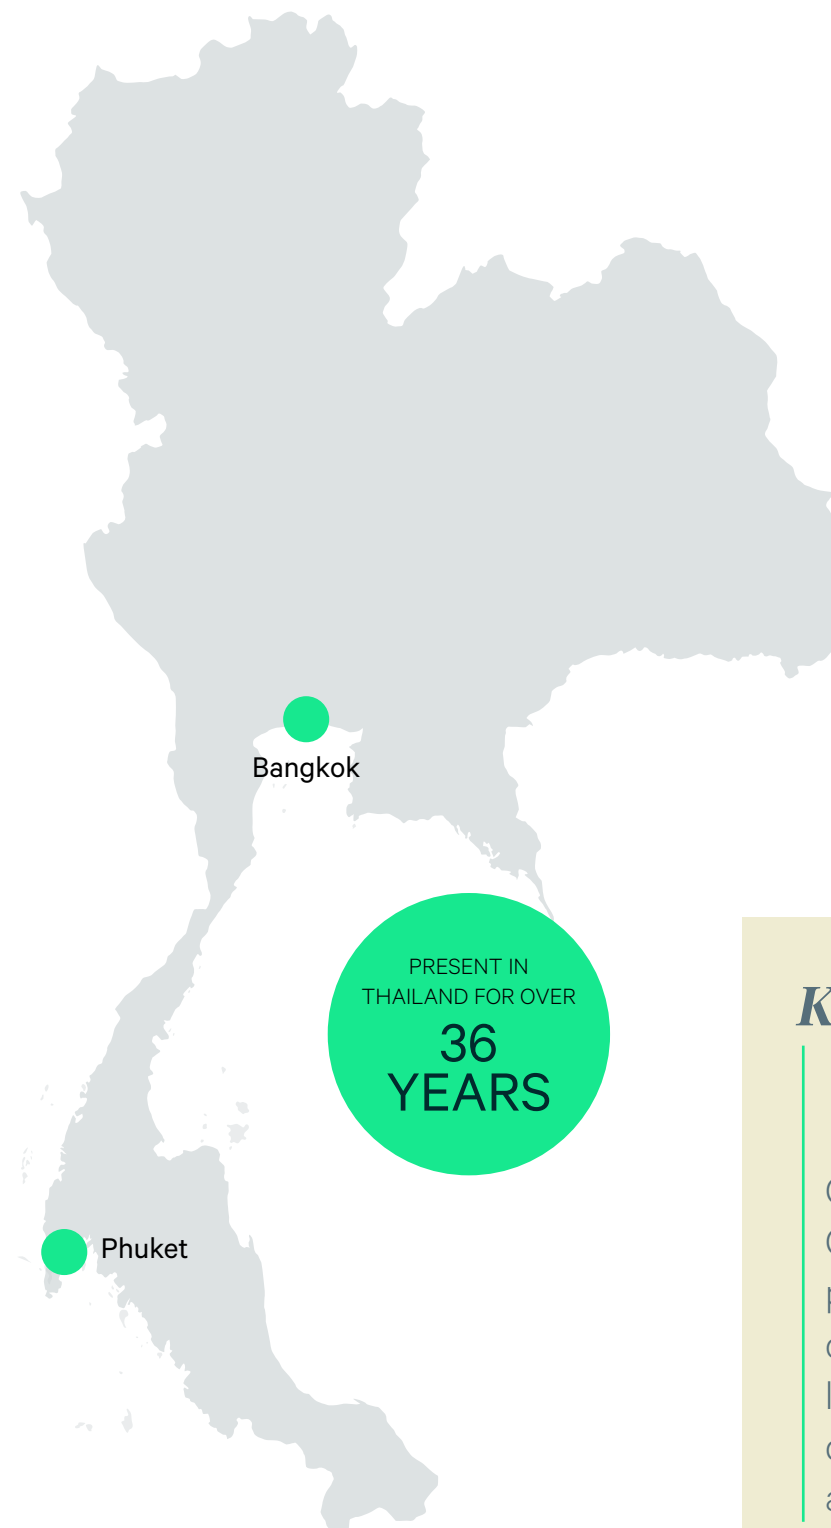 Bangkok
PRESENT IN
THAILAND FOR OVER
36
YEARS
Phuket